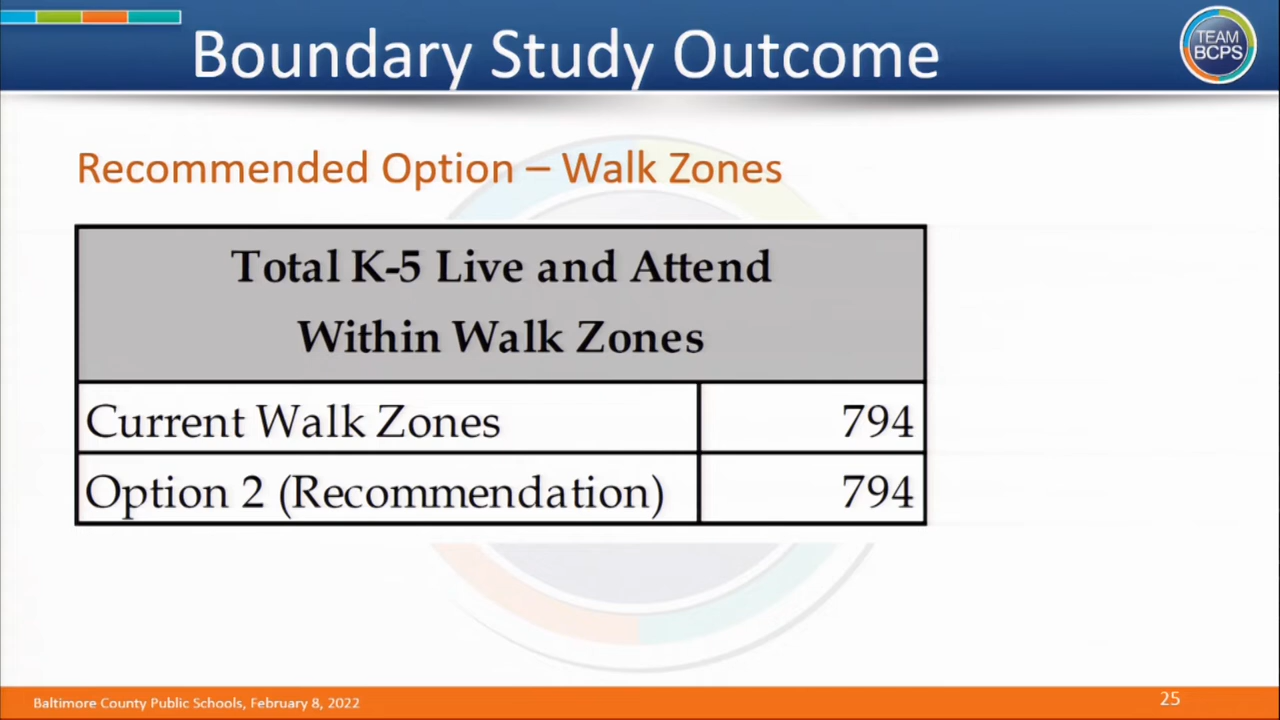 Boundary Study Outcome
TEAM
BCPS
Recommended Option – Walk Zones
Total K-5 Live and Attend
Within Walk Zones
Current Walk Zones 794
Option 2 (Recommendation) 794
Baltimore County Public Schools, February 8, 2022
25